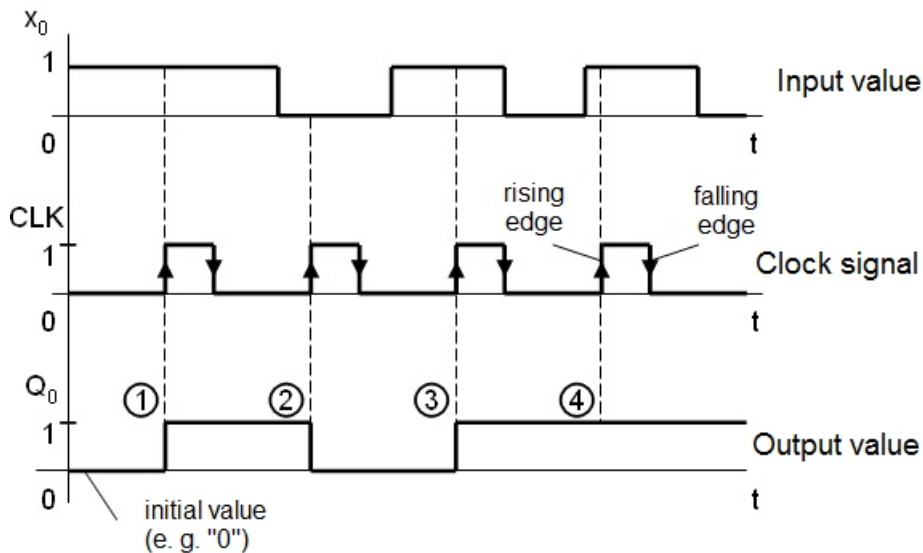 X0
1
Input value
0
t
rising
edge
falling
edge
CLK
1
Clock signal
0
t
Q0
1
2
3
4
1
Output value
0
t
initial value
(e. g. "0")